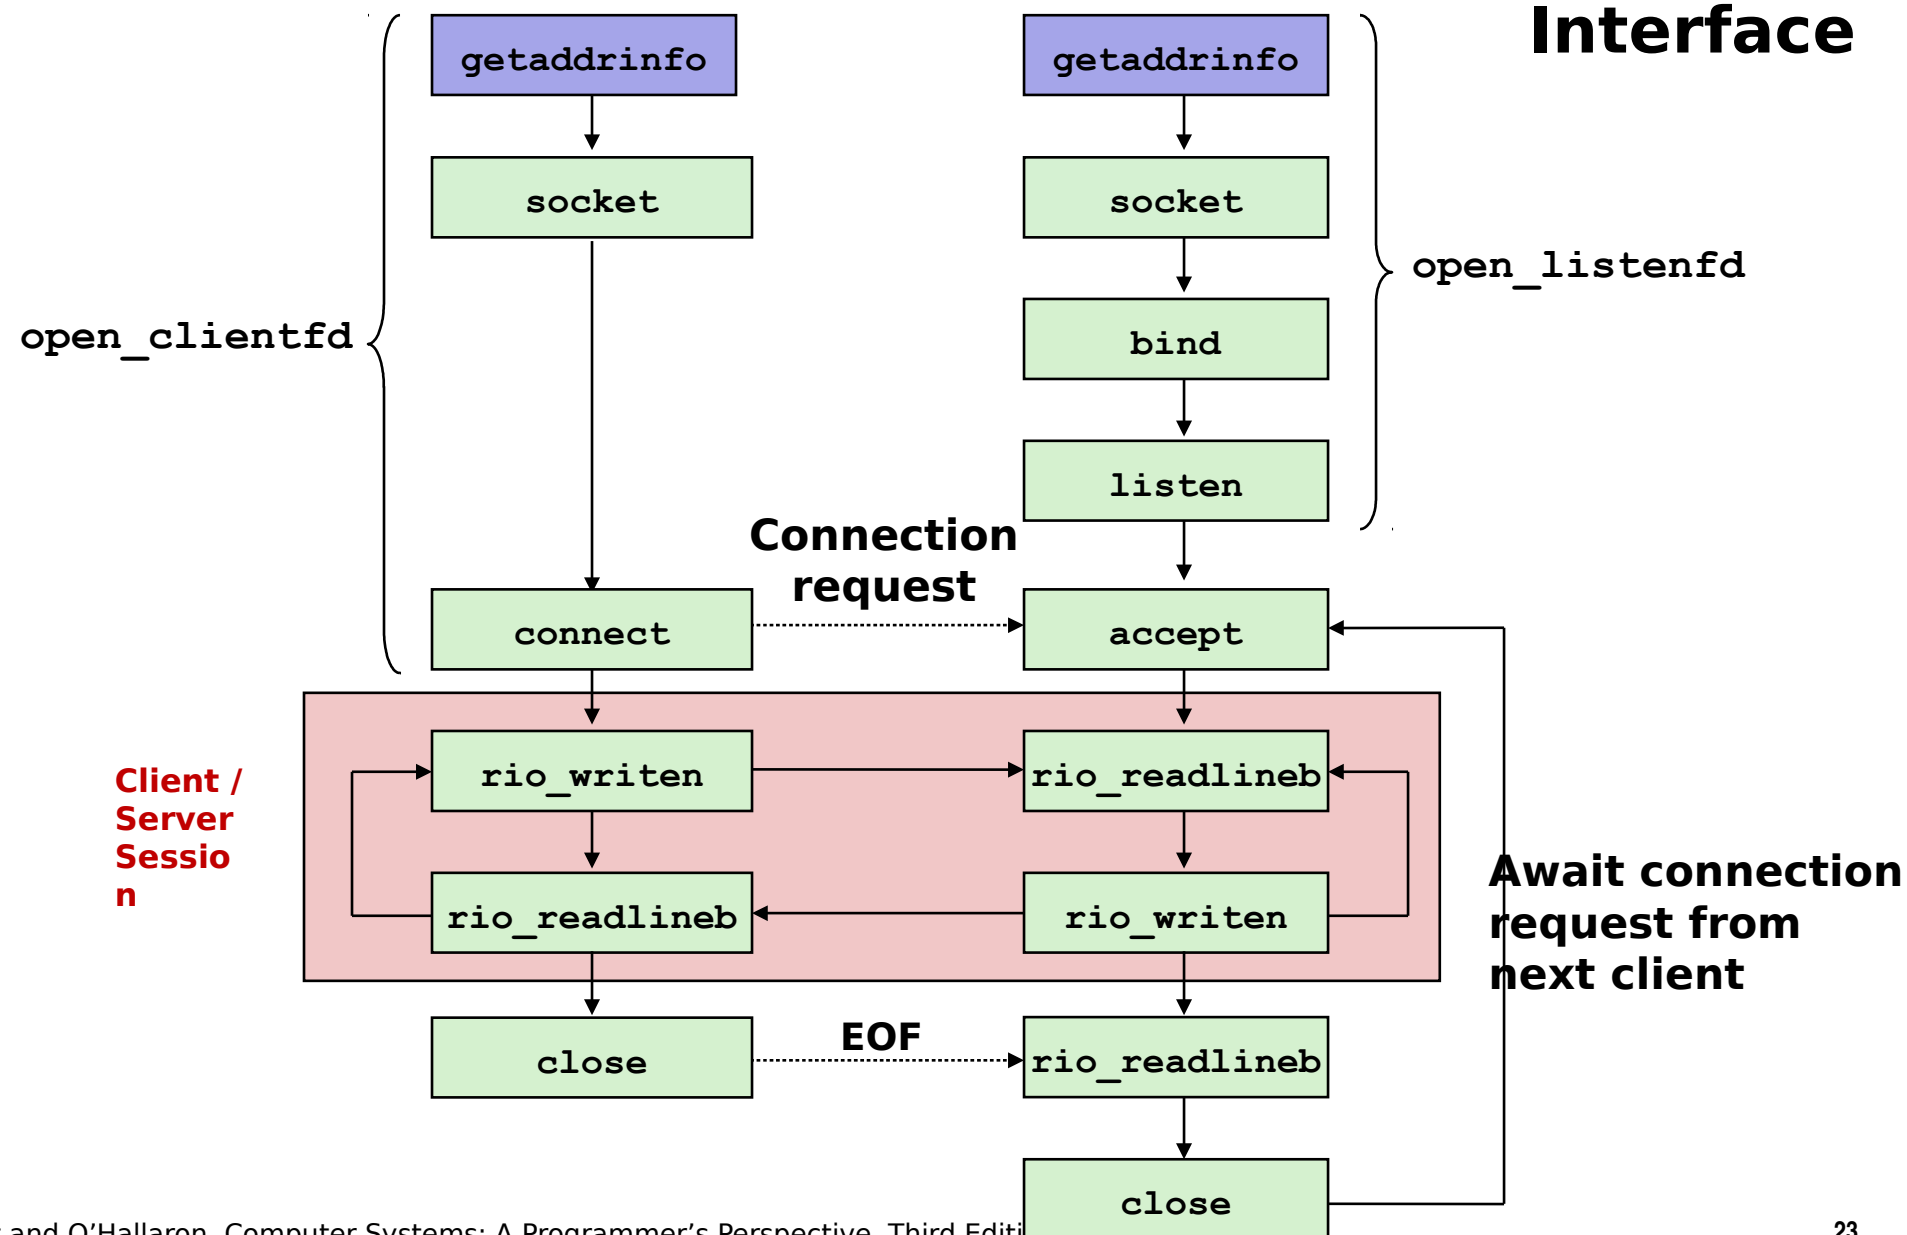 Interface
getaddrinfo
getaddrinfo
socket
socket
open_listenfd
open_clientfd
bind
listen
Connection
request
connect
accept
Client /
Server
Sessio
n
rio_writen
rio_readlineb
rio_readlineb
rio_writen
Await connection
request from
next client
close
EOF
rio_readlineb
close
and O’Hallaron, Computer Systems: A Programmer’s Perspective, Third Editi
23